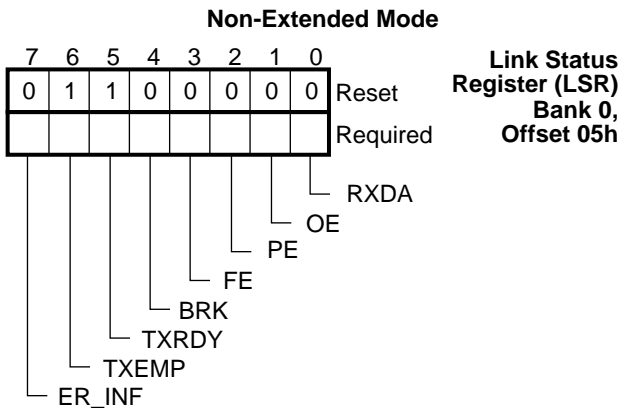 Non-Extended Mode
7 6 5 4 3 2 1 0
Link Status
Register (LSR)
Bank 0,
Offset 05h
0 1 1 0 0 0 0 0 Reset
Required
RXDA
OE
PE
FE
BRK
TXRDY
TXEMP
ER_INF